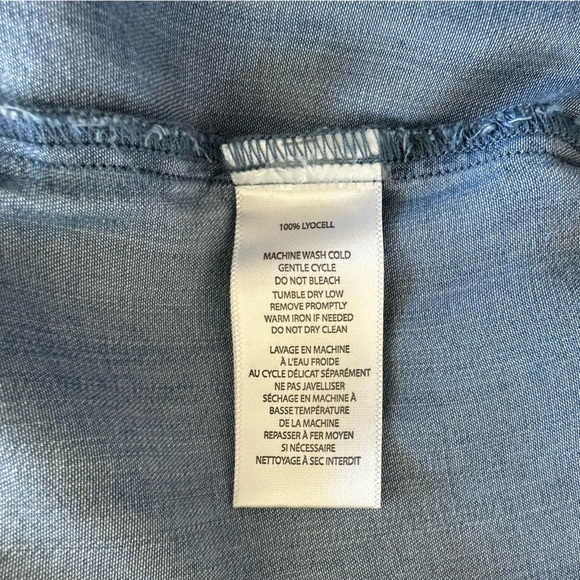 100% LYOCELL
MACHINE WASH COLD
GENTLE CYCLE
DO NOT BLEACH
TUMBLE DRY LOW
REMOVE PROMPTLY
WARM IRON IF NEEDED
DO NOT DRY CLEAN
LAVAGE EN MACHINE
À L'EAU FROIDE
AU CYCLE DÉLICAT SÉPARÉMENT
NE PAS JAVELLISER
SÉCHAGE EN MACHINE À
BASSE TEMPÉRATURE
DE LA MACHINE
REPASSER À FER MOYEN
SI NÉCESSAIRE
NETTOYAGE À SEC INTERDIT